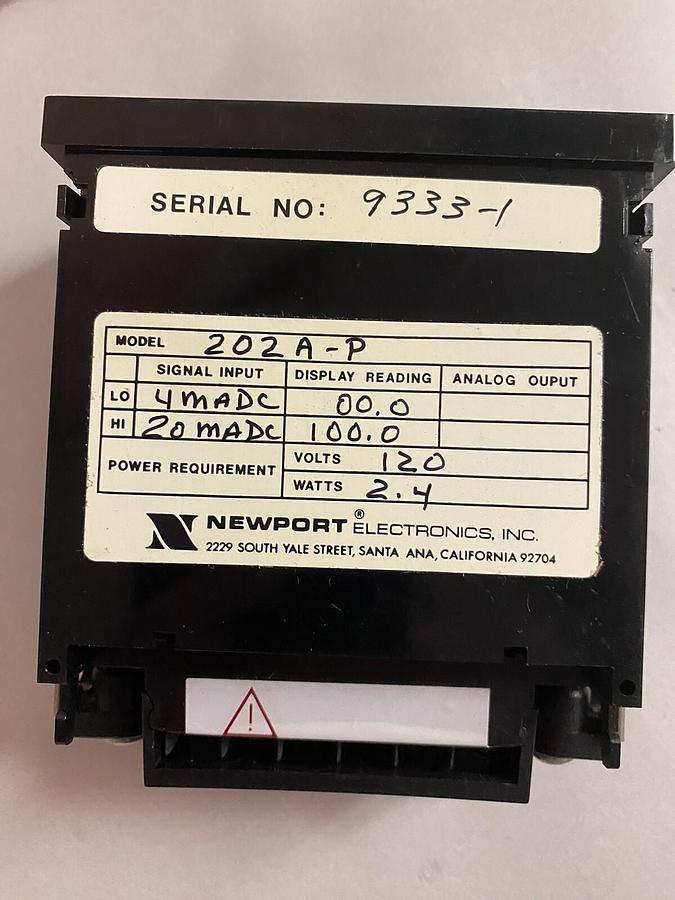 SERIAL NO: 9333-1
MODEL 202A-P
SIGNAL INPUT DISPLAY READING ANALOG OUPUT
LO 4MADC 00.0
HI 20MADC 100.0
POWER REQUIREMENT VOLTS 120
WATTS 2.4
N NEWPORT® ELECTRONICS, INC.
2229 SOUTH YALE STREET, SANTA ANA, CALIFORNIA 92704
!